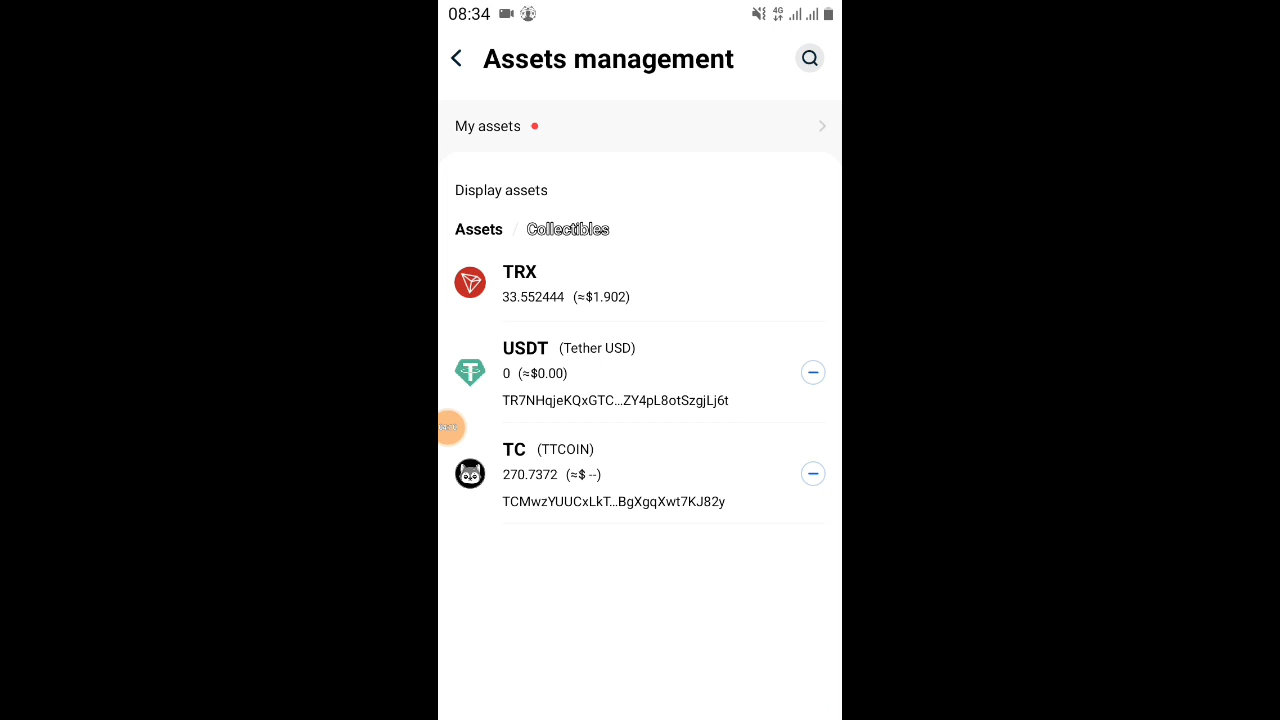 08:34
4G
Assets management
My assets
Display assets
Assets / Collectibles
TRX
33.552444 (≈$1.902)
USDT (Tether USD)
0 (≈$0.00)
TR7NHqjeKQxGTC...ZY4pL8otSzgjLj6t
TC (TTCOIN)
270.7372 (≈$ --)
TCMwzYUUCxLkT...BgXgqXwt7KJ82y